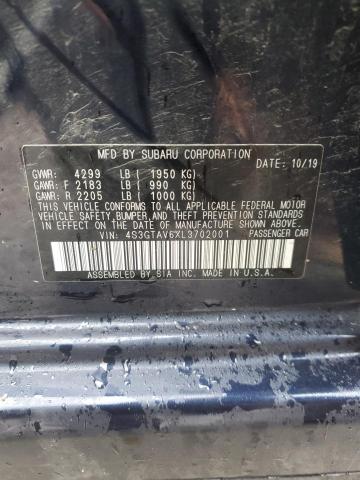 MFD BY SUBARU CORPORATION DATE: 10/19
GVWR: 4299 LB ( 1950 KG)
GAWR: F 2183 LB ( 990 KG)
GAWR: R 2205 LB ( 1000 KG)
THIS VEHICLE CONFORMS TO ALL APPLICABLE FEDERAL MOTOR
VEHICLE SAFETY, BUMPER, AND THEFT PREVENTION STANDARDS
IN EFFECT ON THE DATE OF MANUFACTURE SHOWN ABOVE.
VIN: 4S3GTAV6XL3702001 PASSENGER CAR
ASSEMBLED BY SIA INC. MADE IN U.S.A.